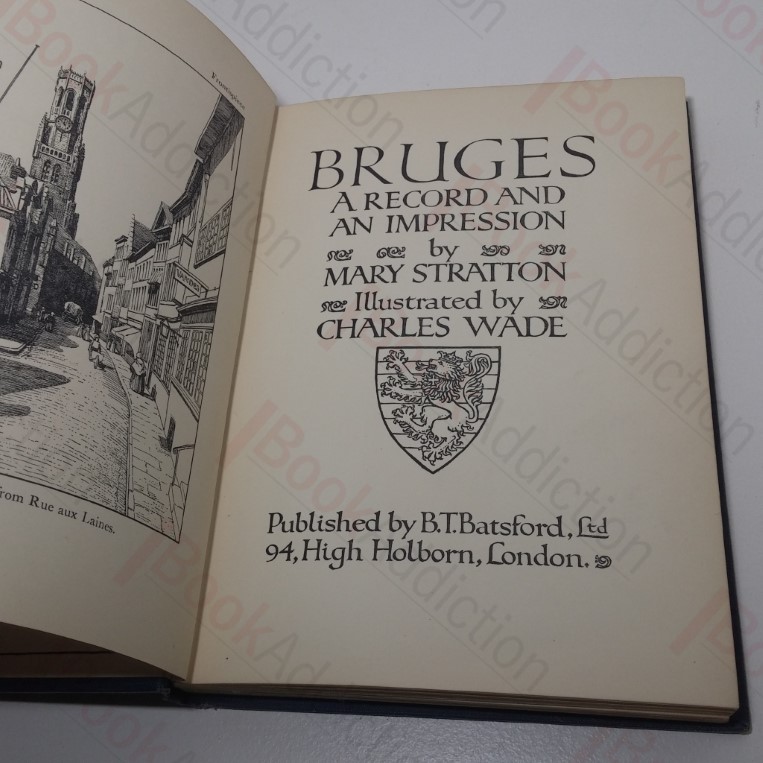 Frontispiece
from Rue aux Laines.
BRUGES
A RECORD AND
AN IMPRESSION
by
MARY STRATTON
Illustrated by
CHARLES WADE
Published by B.T.Batsford, Ltd
94, High Holborn, London.
BookAddiction